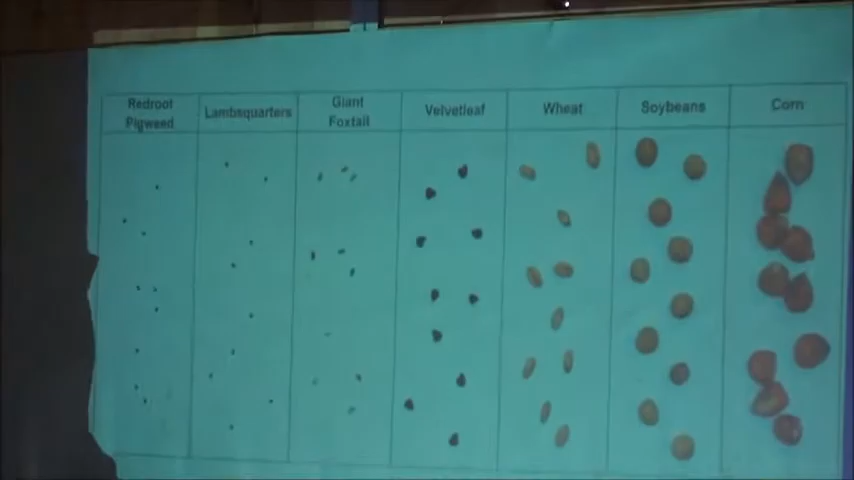 Redroot
Pigweed
Lambsquarters
Giant
Foxtail
Velvetleaf
Wheat
Soybeans
Corn